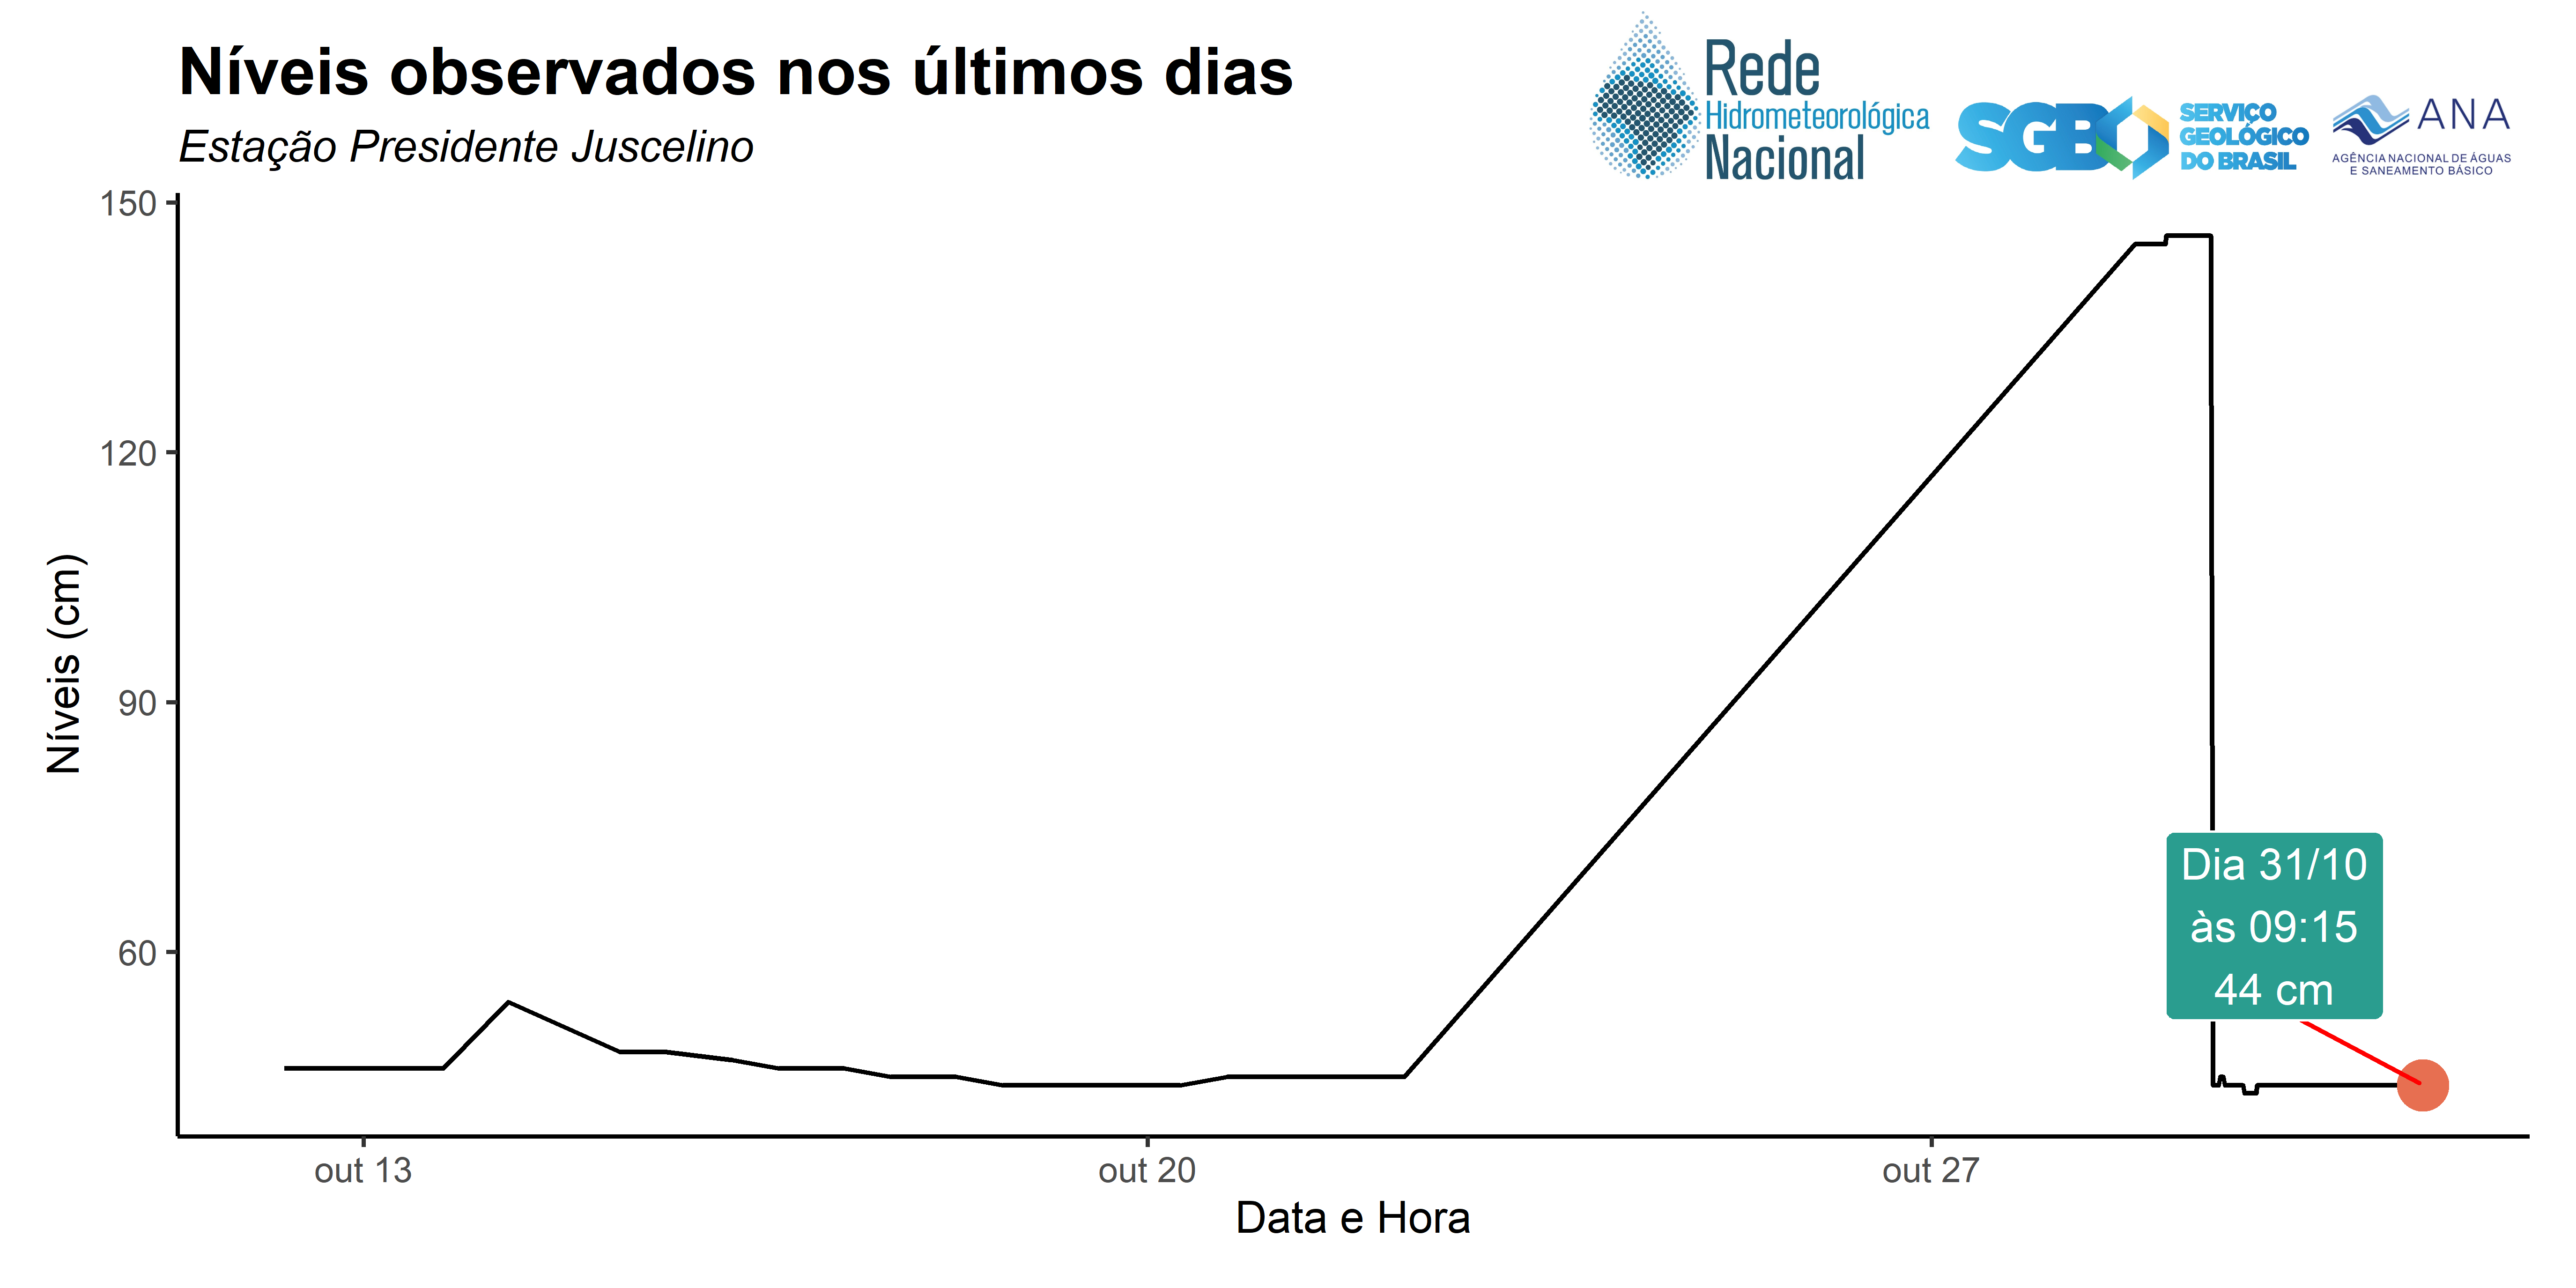 Níveis observados nos últimos dias
Estação Presidente Juscelino
Rede
Hidrometeorológica
Nacional
SGB
SERVIÇO
GEOLÓGICO
DO BRASIL
ANA
AGÊNCIA NACIONAL DE ÁGUAS
E SANEAMENTO BÁSICO
Níveis (cm)
150
120
90
60
Dia 31/10
às 09:15
44 cm
out 13
out 20
out 27
Data e Hora